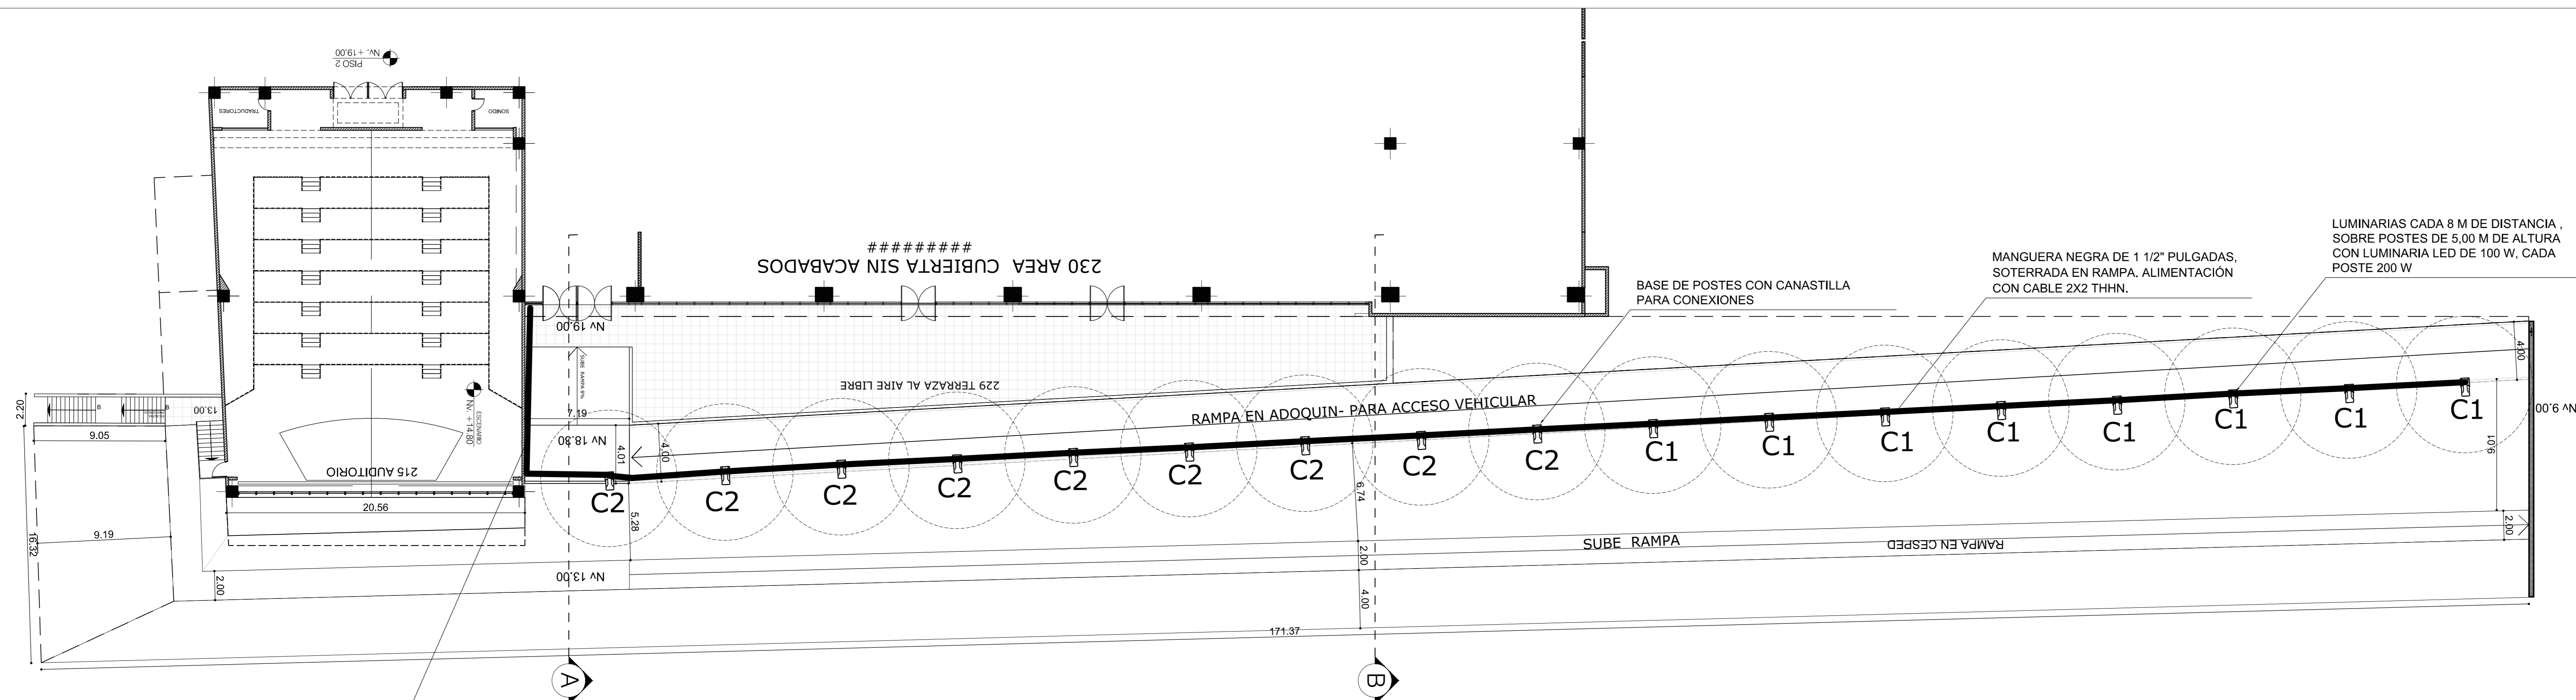 PISO 2
Nv. +19.00
TRADUCTORES
SONIDO
#########
230 AREA CUBIERTA SIN ACABADOS
LUMINARIAS CADA 8 M DE DISTANCIA ,
SOBRE POSTES DE 5,00 M DE ALTURA
CON LUMINARIA LED DE 100 W, CADA
POSTE 200 W
MANGUERA NEGRA DE 1 1/2" PULGADAS,
SOTERRADA EN RAMPA. ALIMENTACIÓN
CON CABLE 2X2 THHN.
BASE DE POSTES CON CANASTILLA
PARA CONEXIONES
Nv 19.00
SUBE RAMPA 8%
229 TERRAZA AL AIRE LIBRE
RAMPA EN ADOQUIN- PARA ACCESO VEHICULAR
4.00
Nv 9.00
2.20
B
B
13.00
9.05
ESCENARIO
Nv. + 14.80
7.19
Nv 18.30
4.01
4.00
215 AUDITORIO
20.56
C2
C2
C2
C2
C2
C2
C2
C2
C2
C1
C1
C1
C1
C1
C1
C1
C1
9.01
6.74
5.28
9.19
16.32
2.00
2.00
2.00
SUBE RAMPA
RAMPA EN CESPED
Nv 13.00
4.00
171.37
A
B